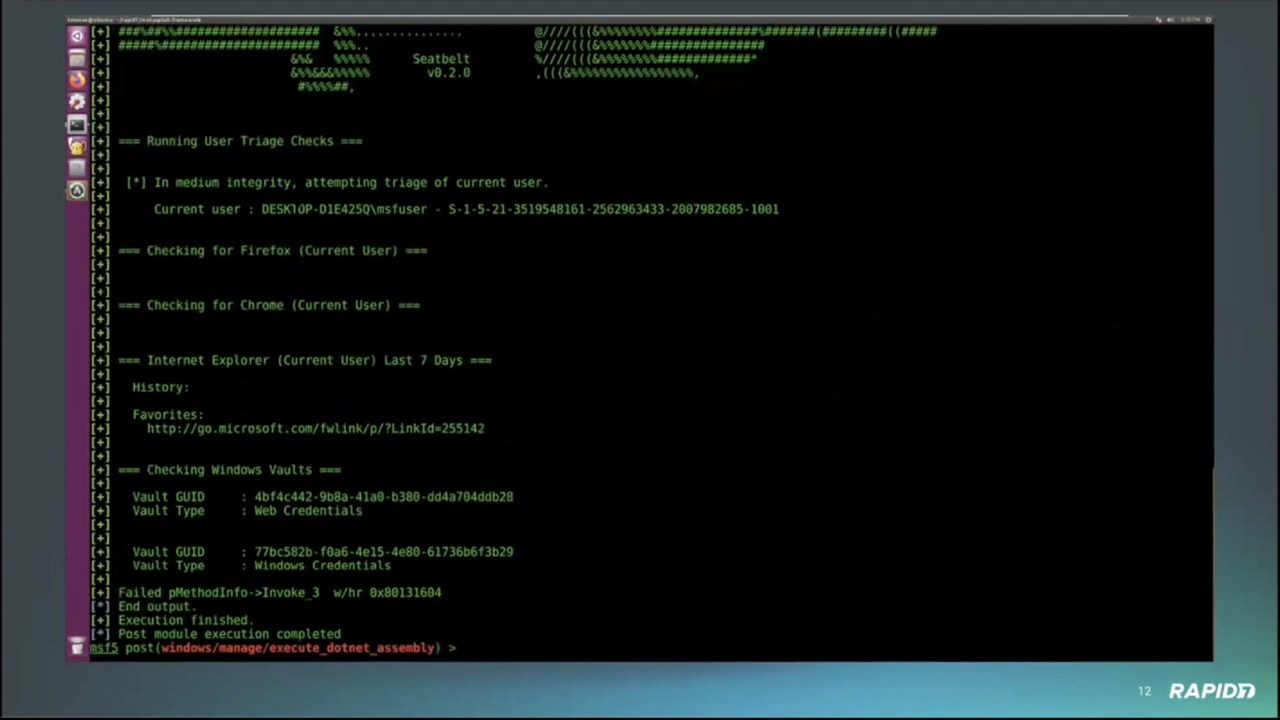 [+]
[+]
[+] Seatbelt
[+] v0.2.0
[+]
[+]
[+]
[+]
[+] === Running User Triage Checks ===
[+]
[+]
[+] [*] In medium integrity, attempting triage of current user.
[+]
[+] Current user : DESKTOP-D1E425Q\msfuser - S-1-5-21-3519548161-2562963433-2007982685-1001
[+]
[+]
[+] === Checking for Firefox (Current User) ===
[+]
[+]
[+]
[+] === Checking for Chrome (Current User) ===
[+]
[+]
[+]
[+] === Internet Explorer (Current User) Last 7 Days ===
[+]
[+] History:
[+]
[+] Favorites:
[+] http://go.microsoft.com/fwlink/p/?LinkId=255142
[+]
[+]
[+] === Checking Windows Vaults ===
[+]
[+] Vault GUID : 4bf4c442-9b8a-41a0-b380-dd4a704ddb28
[+] Vault Type : Web Credentials
[+]
[+]
[+] Vault GUID : 77bc582b-f0a6-4e15-4e80-61736b6f3b29
[+] Vault Type : Windows Credentials
[+]
[+] Failed pMethodInfo->Invoke_3 w/hr 0x80131604
[*] End output.
[+] Execution finished.
[*] Post module execution completed
msf5 post(windows/manage/execute_dotnet_assembly) >
12 RAPID7